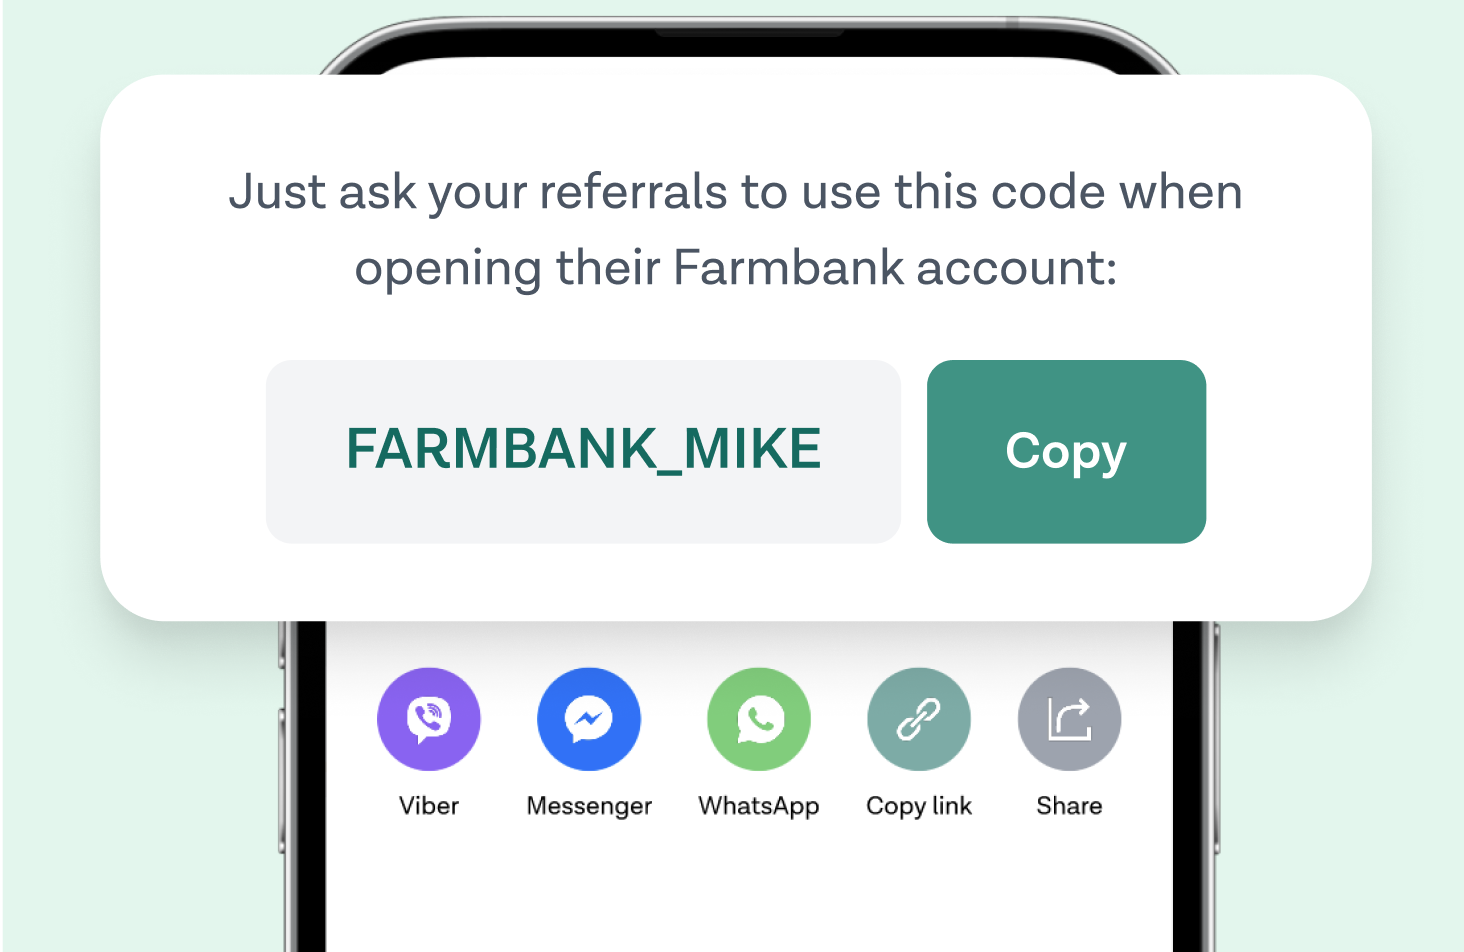 Just ask your referrals to use this code when
opening their Farmbank account:
FARMBANK_MIKE
Copy
Viber
Messenger
WhatsApp
Copy link
Share